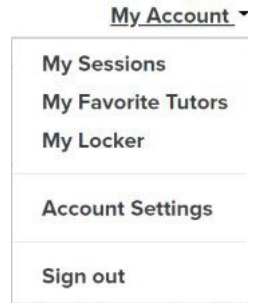 My Account
My Sessions
My Favorite Tutors
My Locker
Account Settings
Sign out